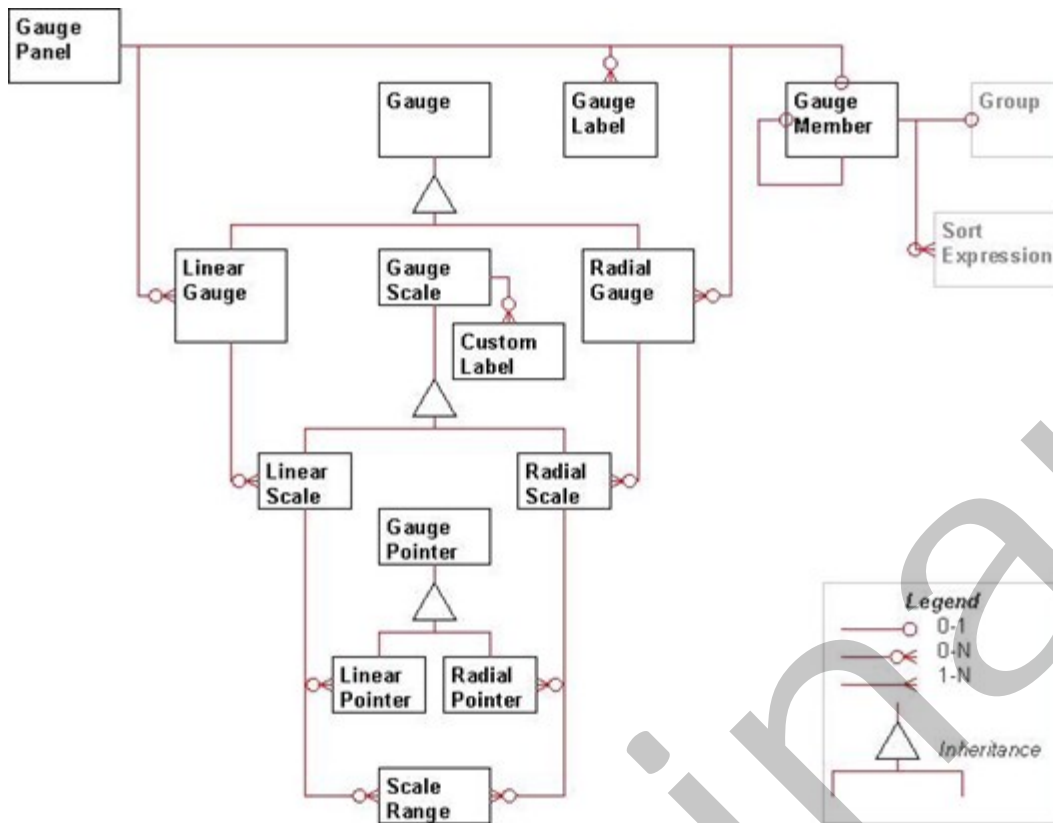 Gauge
Panel
Gauge
Gauge
Label
Gauge
Member
Group
Sort
Expression
Linear
Gauge
Gauge
Scale
Radial
Gauge
Custom
Label
Linear
Scale
Radial
Scale
Gauge
Pointer
Linear
Pointer
Radial
Pointer
Scale
Range
Legend
0-1
0-N
1-N
Inheritance